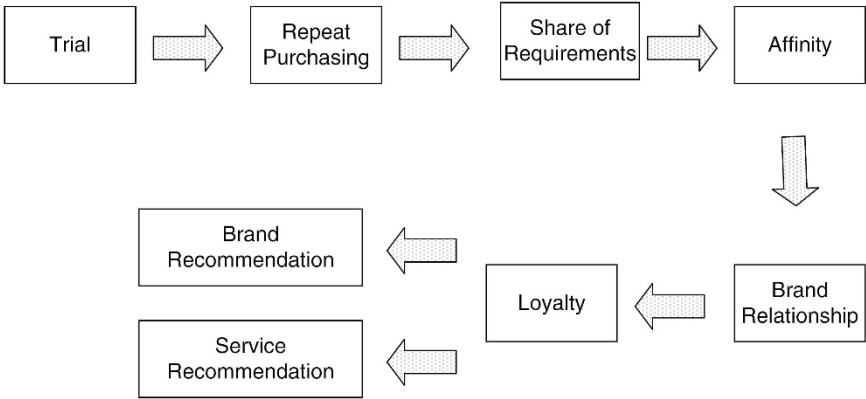 Trial
Repeat
Purchasing
Share of
Requirements
Affinity
Brand
Relationship
Loyalty
Brand
Recommendation
Service
Recommendation